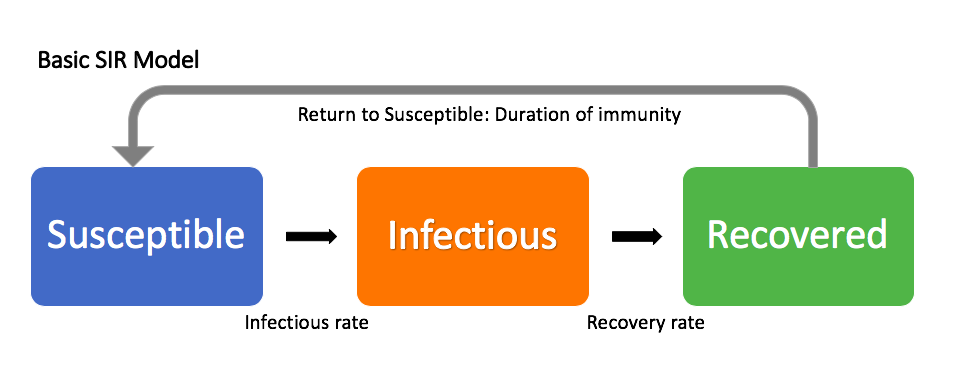 Basic SIR Model
Return to Susceptible: Duration of immunity
Susceptible
Infectious
Recovered
Infectious rate
Recovery rate